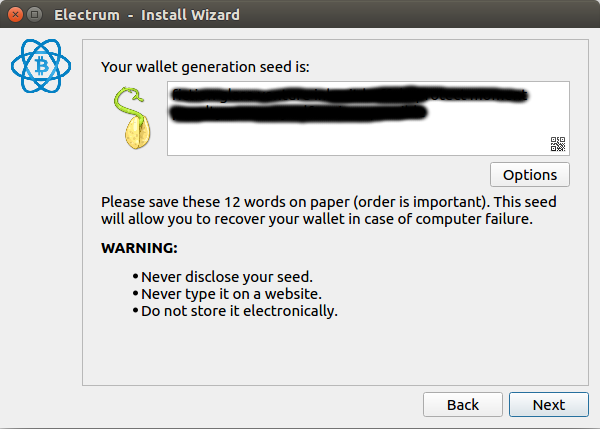 Electrum - Install Wizard
Your wallet generation seed is:
Options
Please save these 12 words on paper (order is important). This seed
will allow you to recover your wallet in case of computer failure.
WARNING:
•Never disclose your seed.
•Never type it on a website.
•Do not store it electronically.
Back
Next